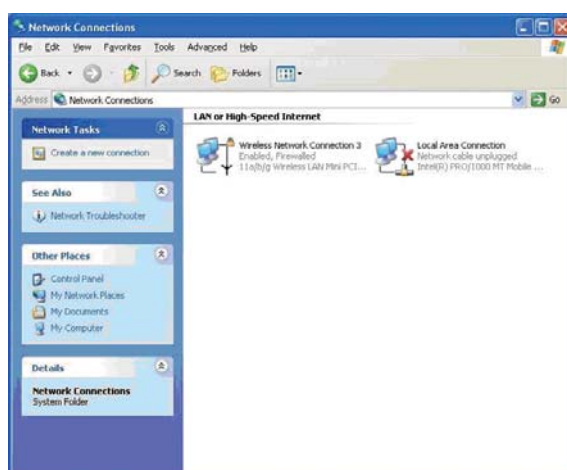 Network Connections
File Edit View Favorites Tools Advanced Help
Back Search Folders
Address Network Connections Go
Network Tasks
Create a new connection
See Also
Network Troubleshooter
Other Places
Control Panel
My Network Places
My Documents
My Computer
Details
Network Connections
System Folder
LAN or High-Speed Internet
Wireless Network Connection 3
Enabled, Firewalled
11a/b/g Wireless LAN Mini PCI...
Local Area Connection
Network cable unplugged
Intel(R) PRO/1000 MT Mobile ...